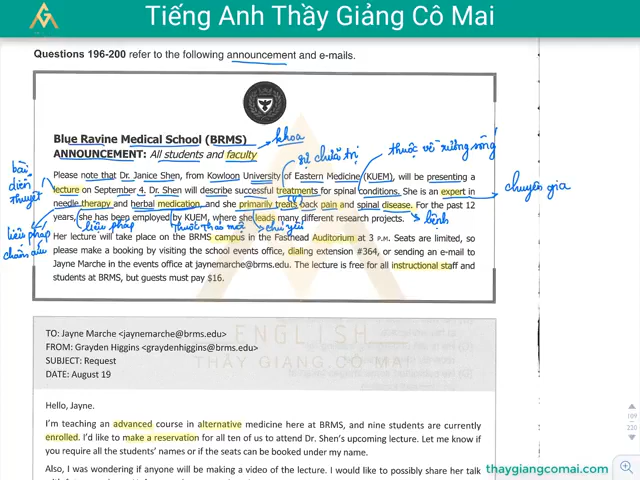 Tiếng Anh Thầy Giảng Cô Mai
Questions 196-200 refer to the following announcement and e-mails.
Blue Ravine Medical School (BRMS)
khoa
ANNOUNCEMENT: All students and faculty
sự chữa trị
thuộc về xương sống
bài diễn thuyết
Please note that Dr. Janice Shen, from Kowloon University of Eastern Medicine (KUEM), will be presenting a
lecture on September 4. Dr. Shen will describe successful treatments for spinal conditions. She is an expert in
chuyên gia
needle therapy and herbal medication, and she primarily treats back pain and spinal disease. For the past 12
years, she has been employed by KUEM, where she leads many different research projects.
liệu pháp châm cứu
liệu pháp
thuốc thảo mộc
chủ yếu
bệnh
Her lecture will take place on the BRMS campus in the Fasthead Auditorium at 3 P.M. Seats are limited, so
please make a booking by visiting the school events office, dialing extension #364, or sending an e-mail to
Jayne Marche in the events office at jaynemarche@brms.edu. The lecture is free for all instructional staff and
students at BRMS, but guests must pay $16.
ENGLISH
THẦY GIẢNG CÔ MAI
TO: Jayne Marche <jaynemarche@brms.edu>
FROM: Grayden Higgins <graydenhiggins@brms.edu>
SUBJECT: Request
DATE: August 19
Hello, Jayne.
I'm teaching an advanced course in alternative medicine here at BRMS, and nine students are currently
enrolled. I'd like to make a reservation for all ten of us to attend Dr. Shen's upcoming lecture. Let me know if
you require all the students' names or if the seats can be booked under my name.
Also, I was wondering if anyone will be making a video of the lecture. I would like to possibly share her talk
thaygiangcomai.com
199
220